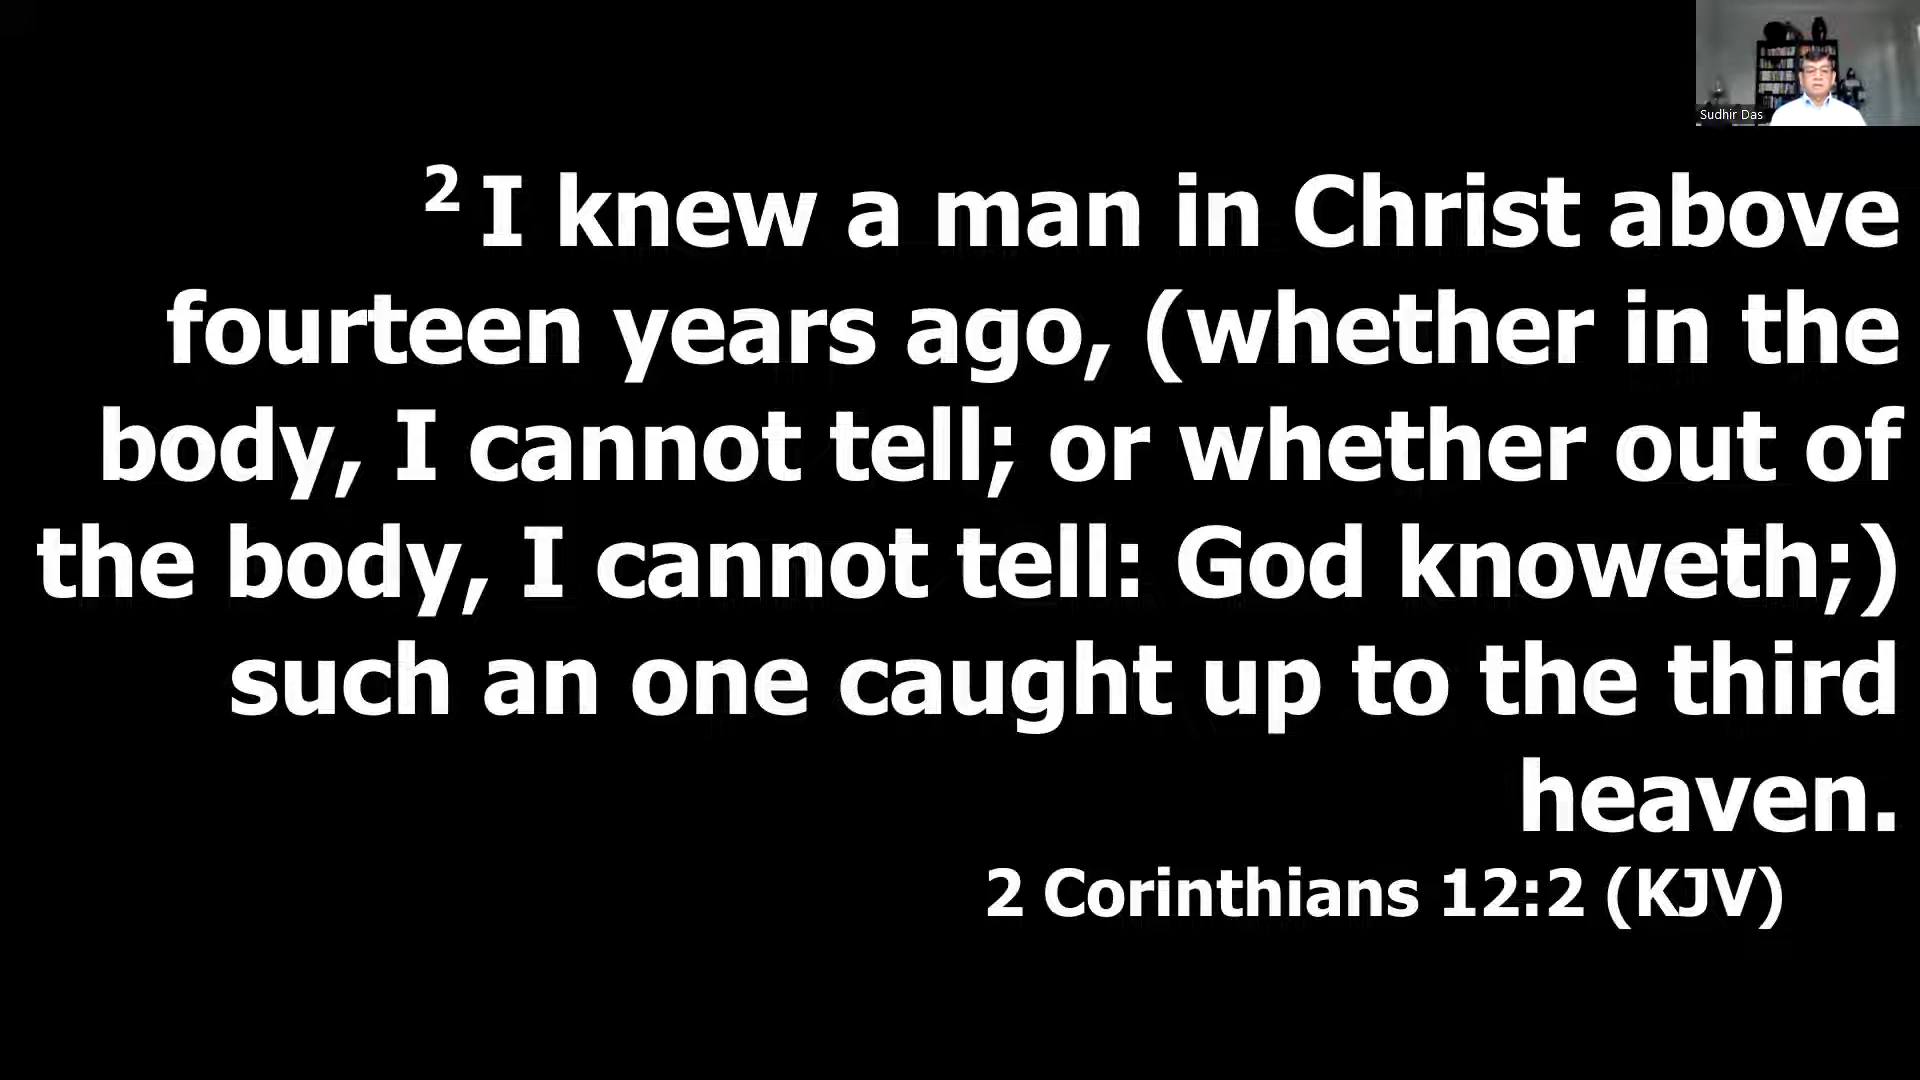 Sudhir Das
2 I knew a man in Christ above
fourteen years ago, (whether in the
body, I cannot tell; or whether out of
the body, I cannot tell: God knoweth;)
such an one caught up to the third
heaven.
2 Corinthians 12:2 (KJV)